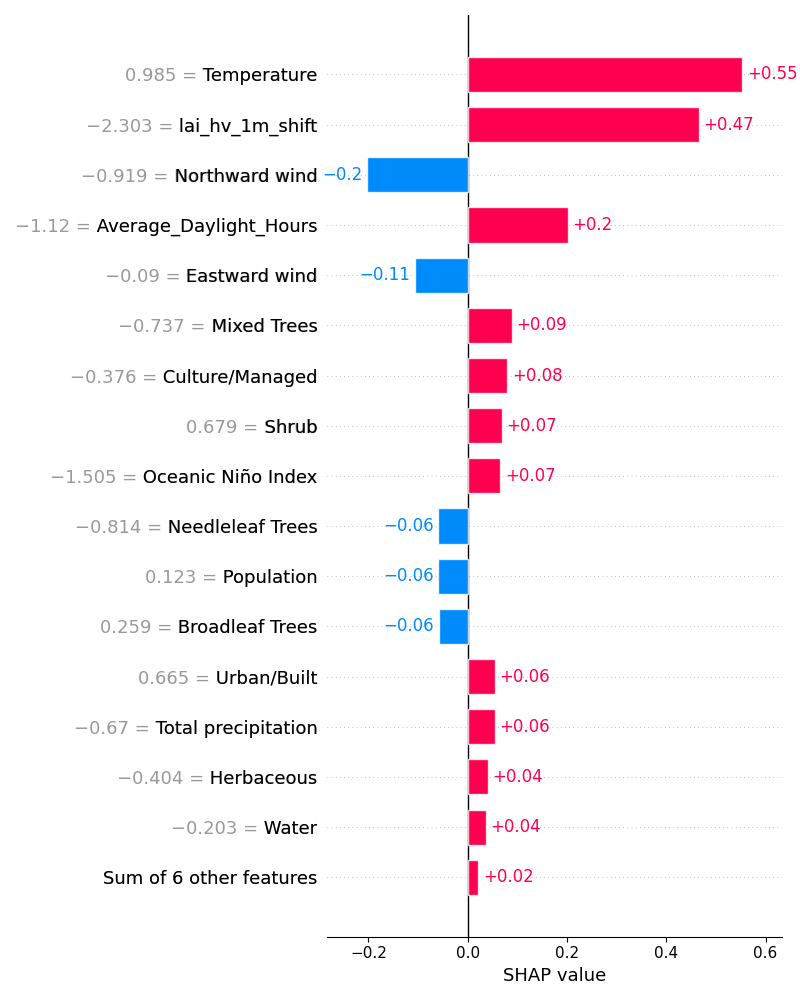 0.985 = Temperature +0.55
−2.303 = lai_hv_1m_shift +0.47
−0.919 = Northward wind −0.2
−1.12 = Average_Daylight_Hours +0.2
−0.09 = Eastward wind −0.11
−0.737 = Mixed Trees +0.09
−0.376 = Culture/Managed +0.08
0.679 = Shrub +0.07
−1.505 = Oceanic Niño Index +0.07
−0.814 = Needleleaf Trees −0.06
0.123 = Population −0.06
0.259 = Broadleaf Trees −0.06
0.665 = Urban/Built +0.06
−0.67 = Total precipitation +0.06
−0.404 = Herbaceous +0.04
−0.203 = Water +0.04
Sum of 6 other features +0.02
−0.2 0.0 0.2 0.4 0.6
SHAP value